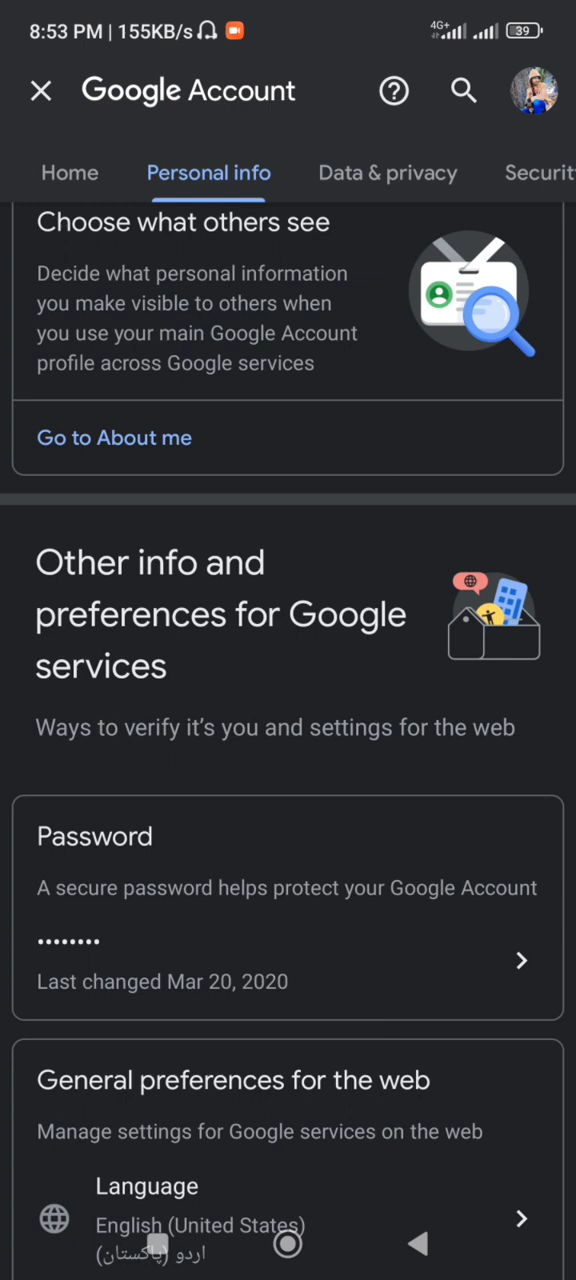 8:53 PM | 155KB/s
4G+
39
Google Account
Home Personal info Data & privacy Securit
Choose what others see
Decide what personal information
you make visible to others when
you use your main Google Account
profile across Google services
Go to About me
Other info and
preferences for Google
services
Ways to verify it’s you and settings for the web
Password
A secure password helps protect your Google Account
••••••••
Last changed Mar 20, 2020
General preferences for the web
Manage settings for Google services on the web
Language
English (United States)
اردو (پاکستان)